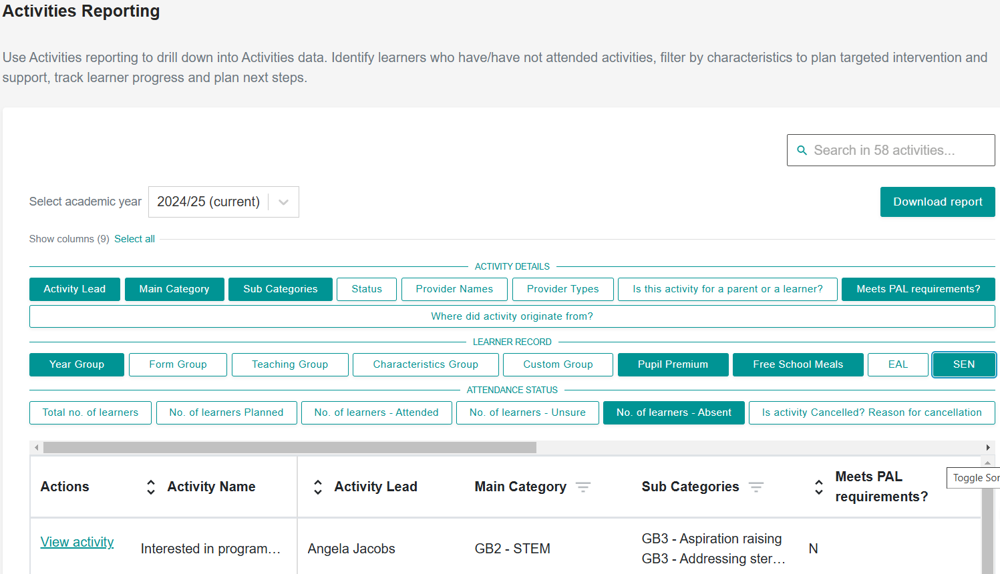 Activities Reporting
Use Activities reporting to drill down into Activities data. Identify learners who have/have not attended activities, filter by characteristics to plan targeted intervention and
support, track learner progress and plan next steps.
Search in 58 activities...
Select academic year 2024/25 (current)
Download report
Show columns (9) Select all
ACTIVITY DETAILS
Activity Lead Main Category Sub Categories Status Provider Names Provider Types Is this activity for a parent or a learner? Meets PAL requirements?
Where did activity originate from?
LEARNER RECORD
Year Group Form Group Teaching Group Characteristics Group Custom Group Pupil Premium Free School Meals EAL SEN
ATTENDANCE STATUS
Total no. of learners No. of learners Planned No. of learners - Attended No. of learners - Unsure No. of learners - Absent Is activity Cancelled? Reason for cancellation
Actions Activity Name Activity Lead Main Category Sub Categories Meets PAL
requirements?
Toggle Sor
View activity Interested in program... Angela Jacobs GB2 - STEM GB3 - Aspiration raising
GB3 - Addressing ster... N